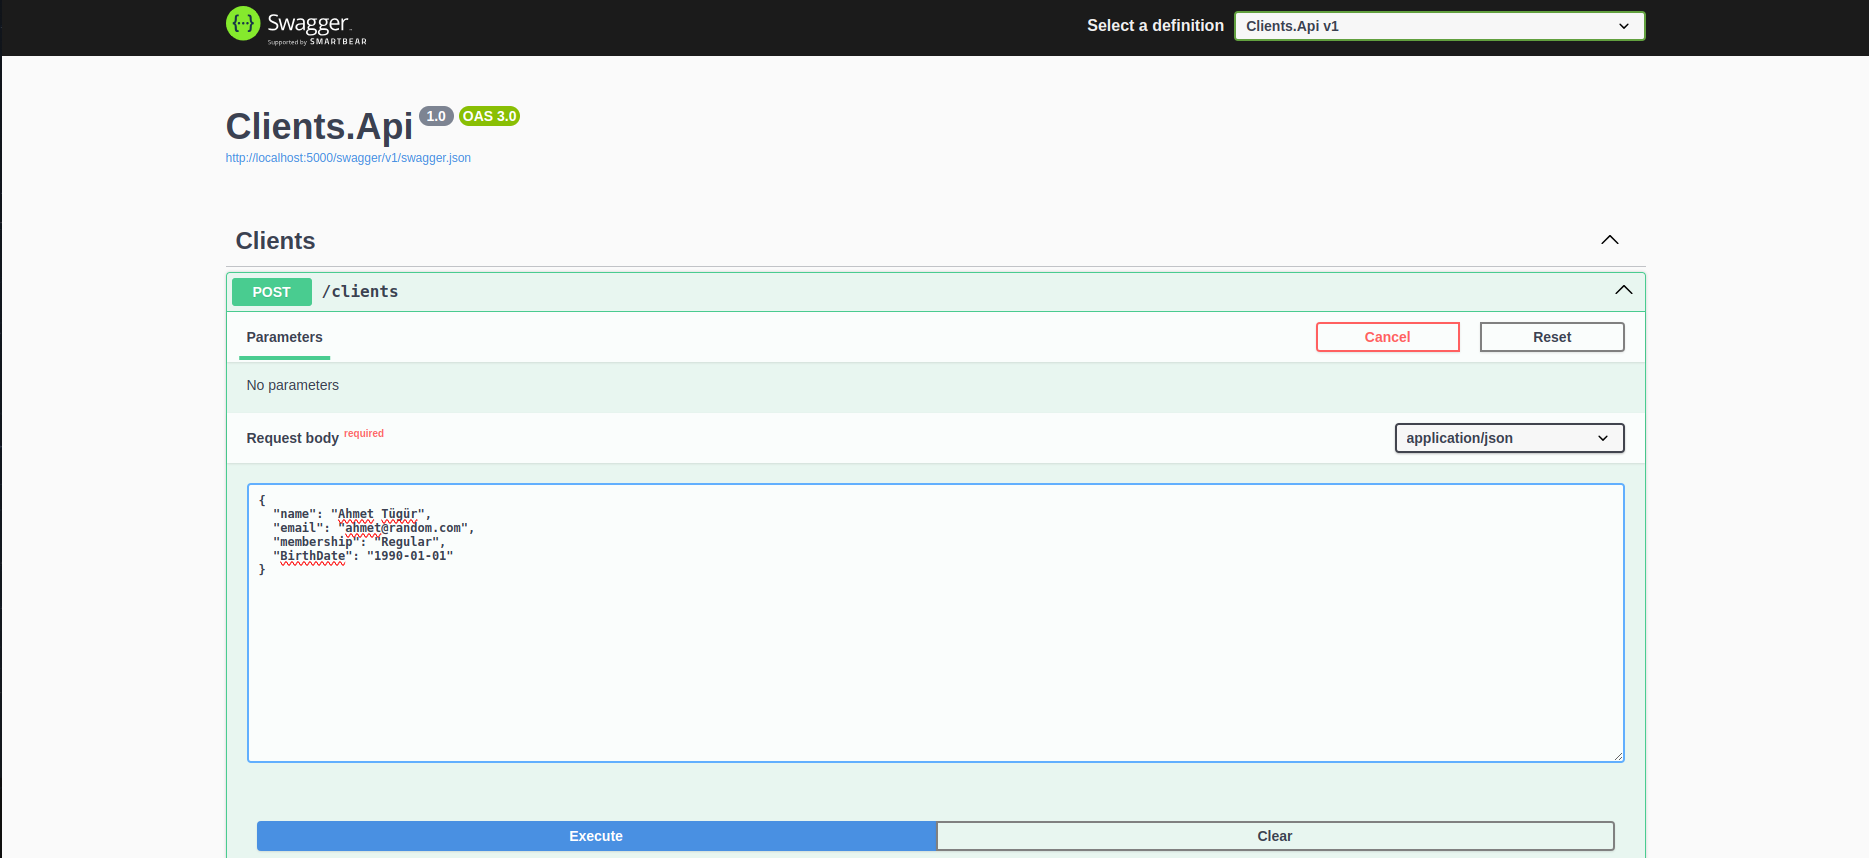 Swagger
Supported by SMARTBEAR
Select a definition
Clients.Api v1
Clients.Api 1.0 OAS 3.0
http://localhost:5000/swagger/v1/swagger.json
Clients
POST /clients
Parameters
Cancel
Reset
No parameters
Request body required
application/json
{
  "name": "Ahmet Tügür",
  "email": "ahmet@random.com",
  "membership": "Regular",
  "BirthDate": "1990-01-01"
}
Execute
Clear